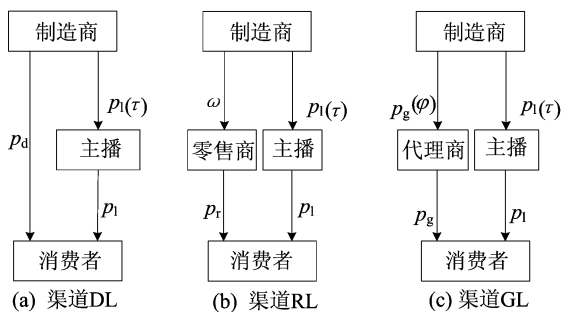 制造商
p_l(τ)
p_d
主播
p_l
消费者
(a) 渠道DL
制造商
ω
p_l(τ)
零售商
主播
p_r
p_l
消费者
(b) 渠道RL
制造商
p_g(φ)
p_l(τ)
代理商
主播
p_g
p_l
消费者
(c) 渠道GL